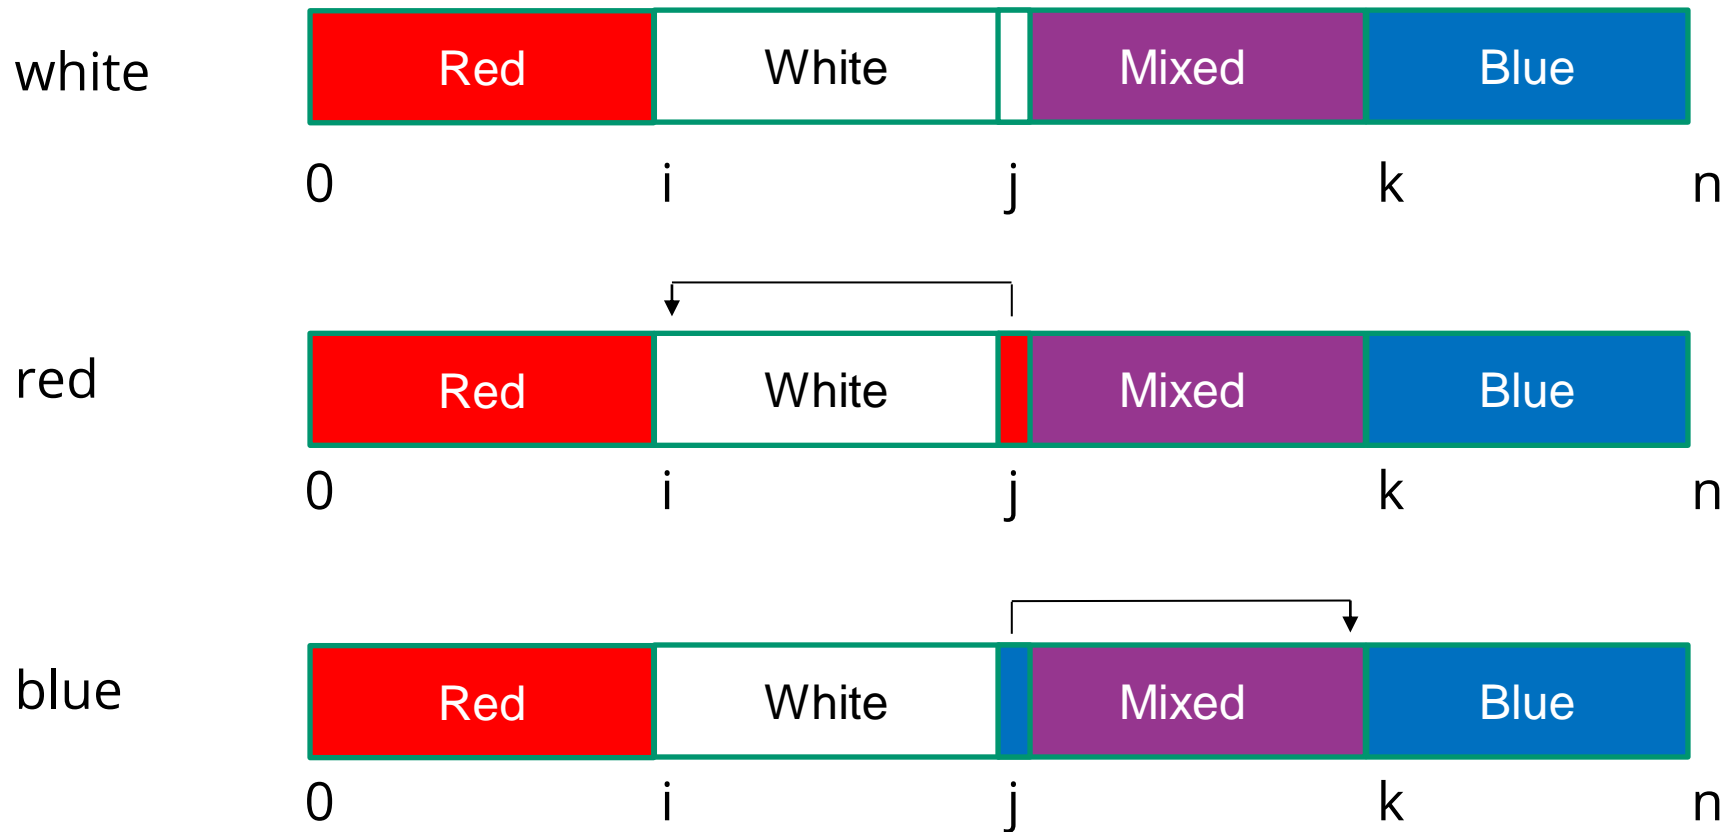 white Red White Mixed Blue
0 i j k n
red Red White Mixed Blue
0 i j k n
blue Red White Mixed Blue
0 i j k n